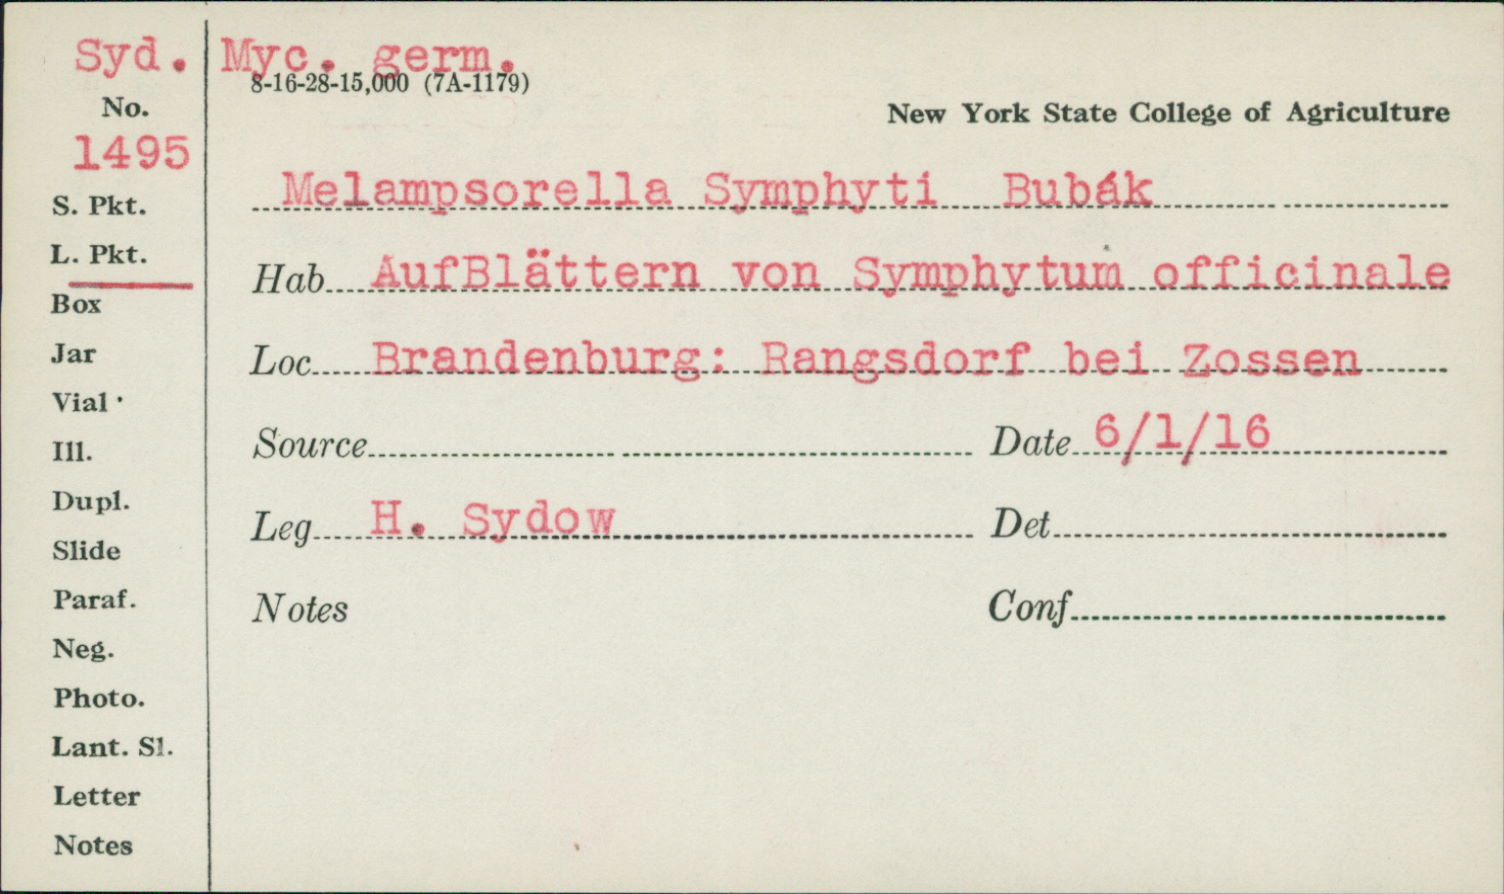 Syd. Myc. germ.
8-16-28-15,000 (7A-1179)
No.
New York State College of Agriculture
1495
Melampsorella Symphyti Bubák
S. Pkt.
L. Pkt.
Hab AufBlättern von Symphytum officinale
Box
Jar
Loc Brandenburg: Rangsdorf bei Zossen
Vial
Source Date 6/1/16
Ill.
Dupl.
Leg H. Sydow Det
Slide
Paraf.
Notes Conf
Neg.
Photo.
Lant. Sl.
Letter
Notes